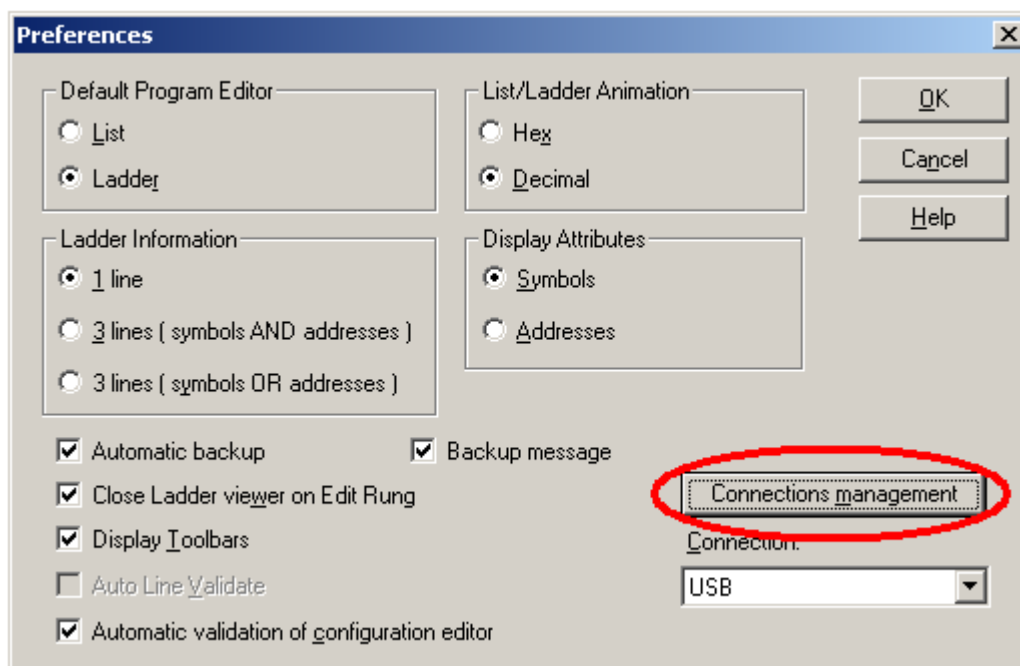 Preferences
Default Program Editor
List
Ladder
List/Ladder Animation
Hex
Decimal
OK
Cancel
Help
Ladder Information
1 line
3 lines ( symbols AND addresses )
3 lines ( symbols OR addresses )
Display Attributes
Symbols
Addresses
Automatic backup
Backup message
Close Ladder viewer on Edit Rung
Display Toolbars
Auto Line Validate
Automatic validation of configuration editor
Connections management
Connection:
USB